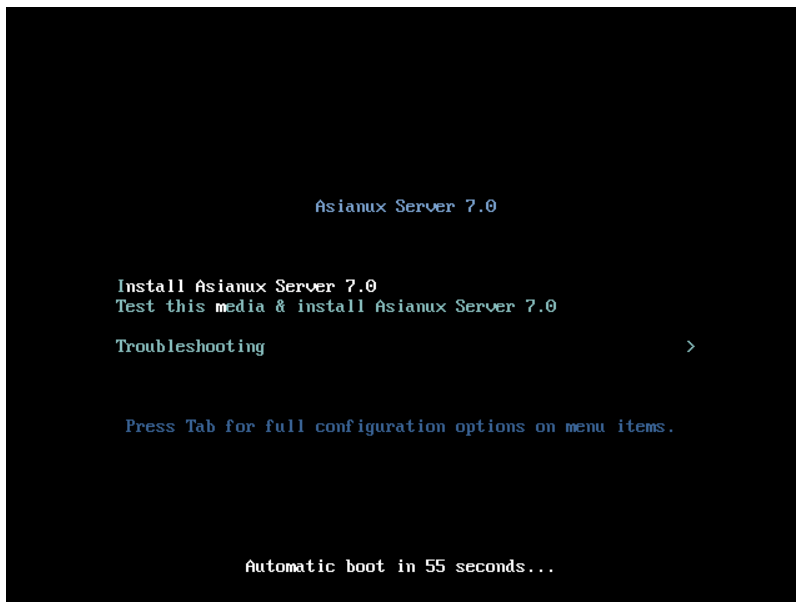 Asianux Server 7.0
Install Asianux Server 7.0
Test this media & install Asianux Server 7.0
Troubleshooting >
Press Tab for full configuration options on menu items.
Automatic boot in 55 seconds...